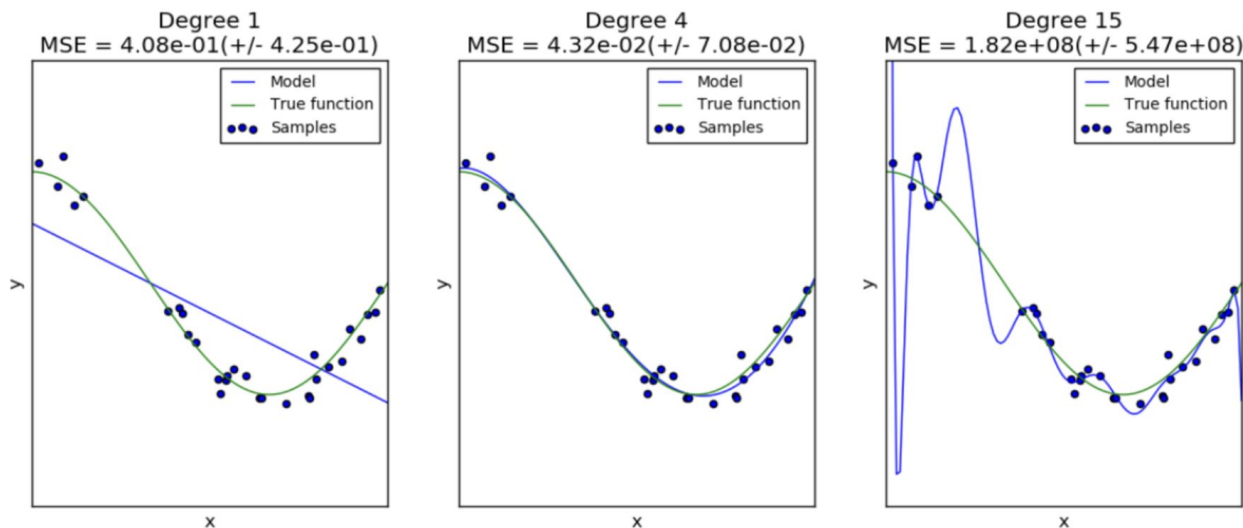 Degree 1
MSE = 4.08e-01(+/- 4.25e-01)
Model
True function
Samples
y
x
Degree 4
MSE = 4.32e-02(+/- 7.08e-02)
Model
True function
Samples
y
x
Degree 15
MSE = 1.82e+08(+/- 5.47e+08)
Model
True function
Samples
y
x